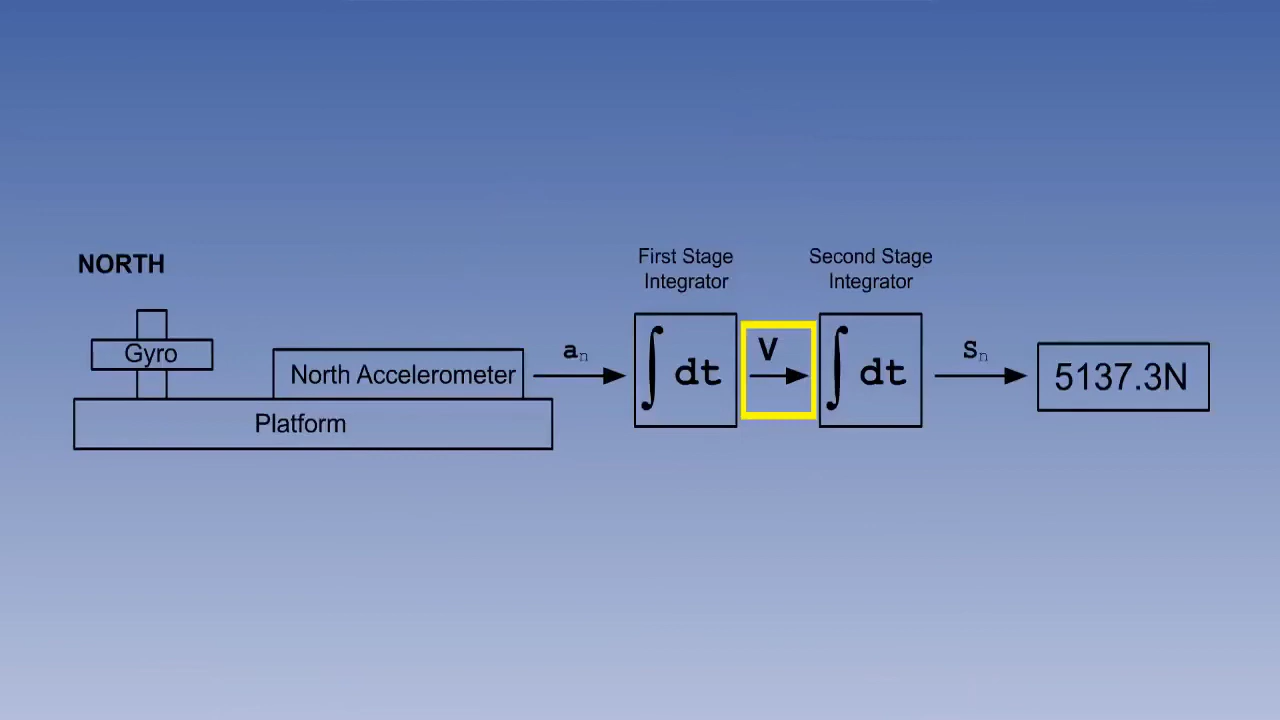 NORTH
Gyro
North Accelerometer
Platform
an
First Stage
Integrator
∫ dt
V
Second Stage
Integrator
∫ dt
Sn
5137.3N